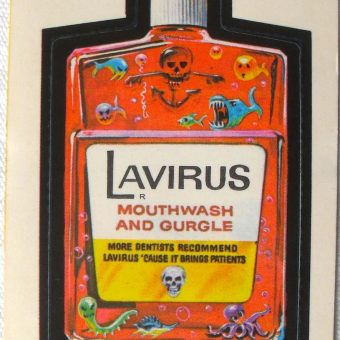 LAVIRUS
R
MOUTHWASH
AND GURGLE
MORE DENTISTS RECOMMEND
LAVIRUS 'CAUSE IT BRINGS PATIENTS